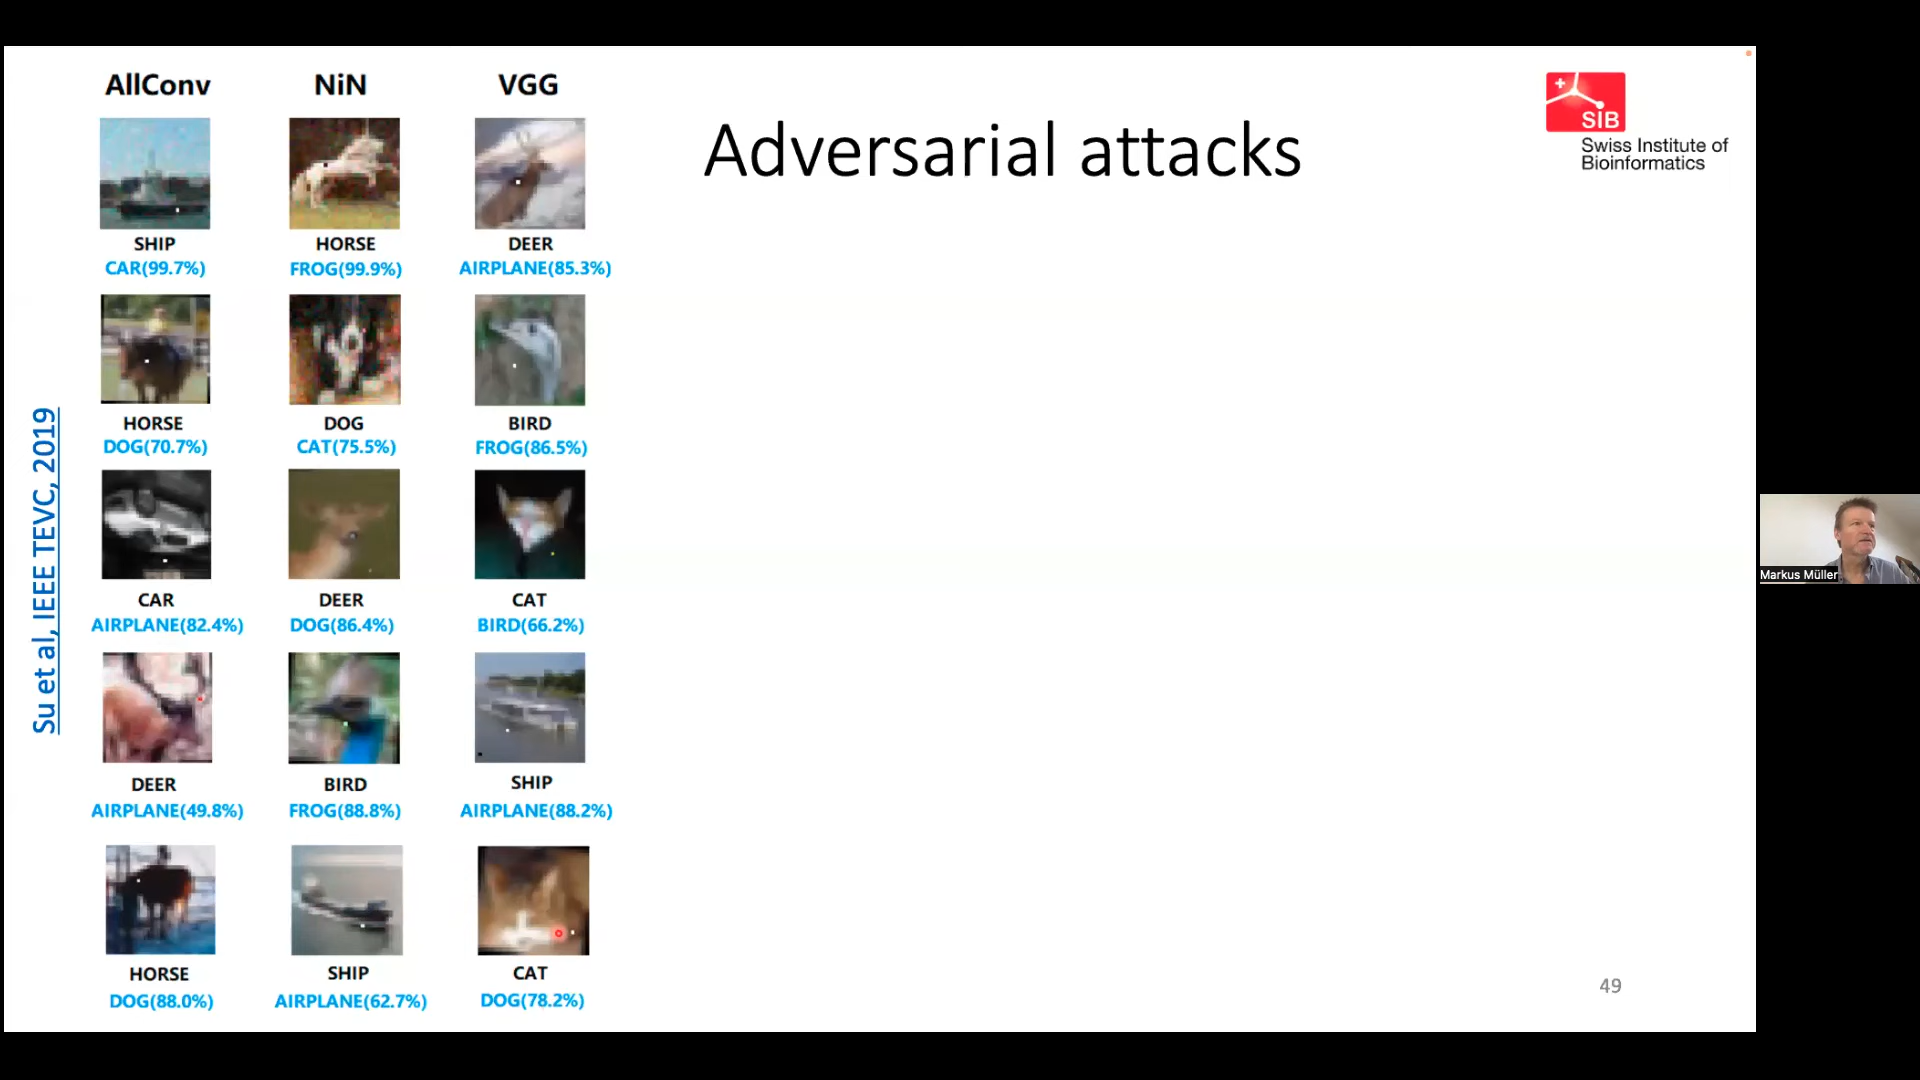 AllConv NiN VGG
Adversarial attacks
SIB
Swiss Institute of
Bioinformatics
SHIP HORSE DEER
CAR(99.7%) FROG(99.9%) AIRPLANE(85.3%)
HORSE DOG BIRD
DOG(70.7%) CAT(75.5%) FROG(86.5%)
CAR DEER CAT
AIRPLANE(82.4%) DOG(86.4%) BIRD(66.2%)
DEER BIRD SHIP
AIRPLANE(49.8%) FROG(88.8%) AIRPLANE(88.2%)
HORSE SHIP CAT
DOG(88.0%) AIRPLANE(62.7%) DOG(78.2%)
Su et al, IEEE TEVC, 2019
49
Markus Müller